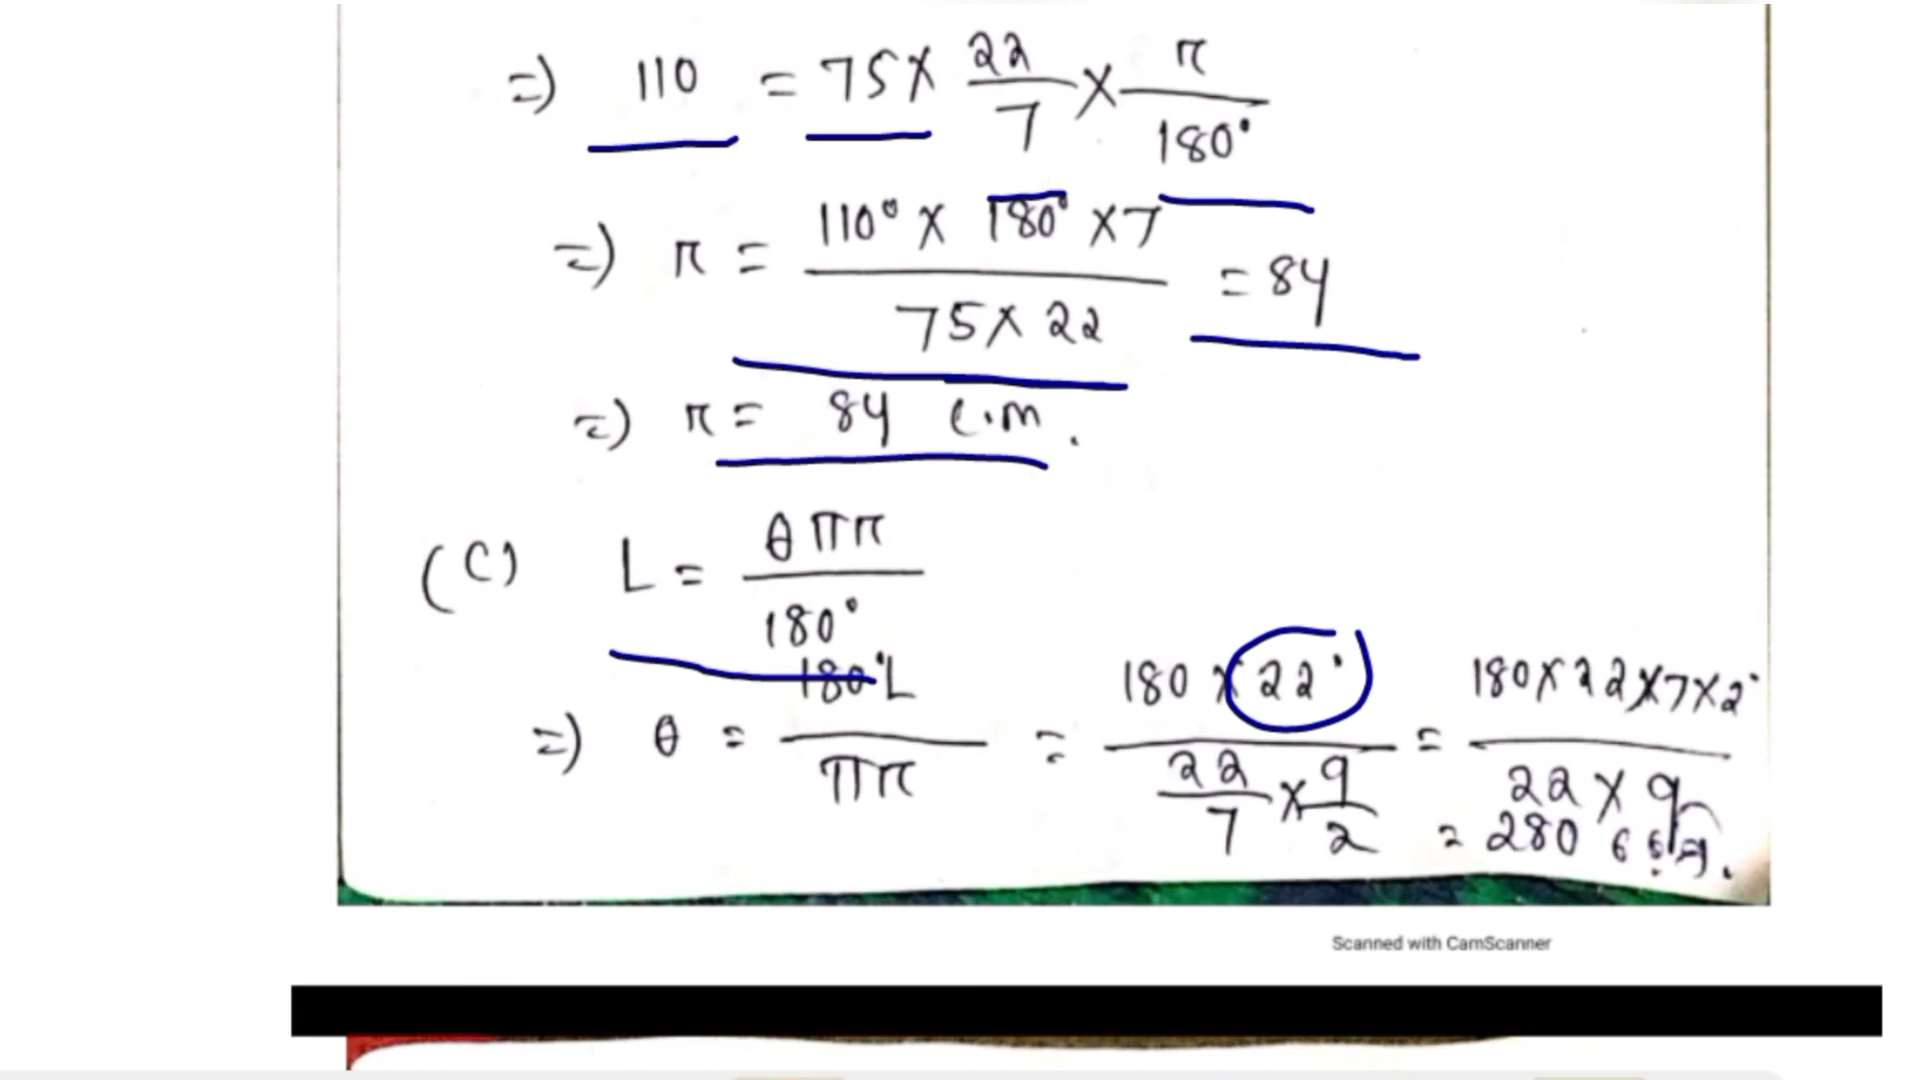 =) 110 = 75 × 22/7 × r/180°
=) r = 110° × 180° × 7 / 75 × 22 = 84
=) r = 84 c.m.
(C) L = θπr / 180°
=) θ = 180°L / πr = 180 × 22° / 22/7 × 9/2 = 180×22×7×2° / 22 × 9
= 280
Scanned with CamScanner